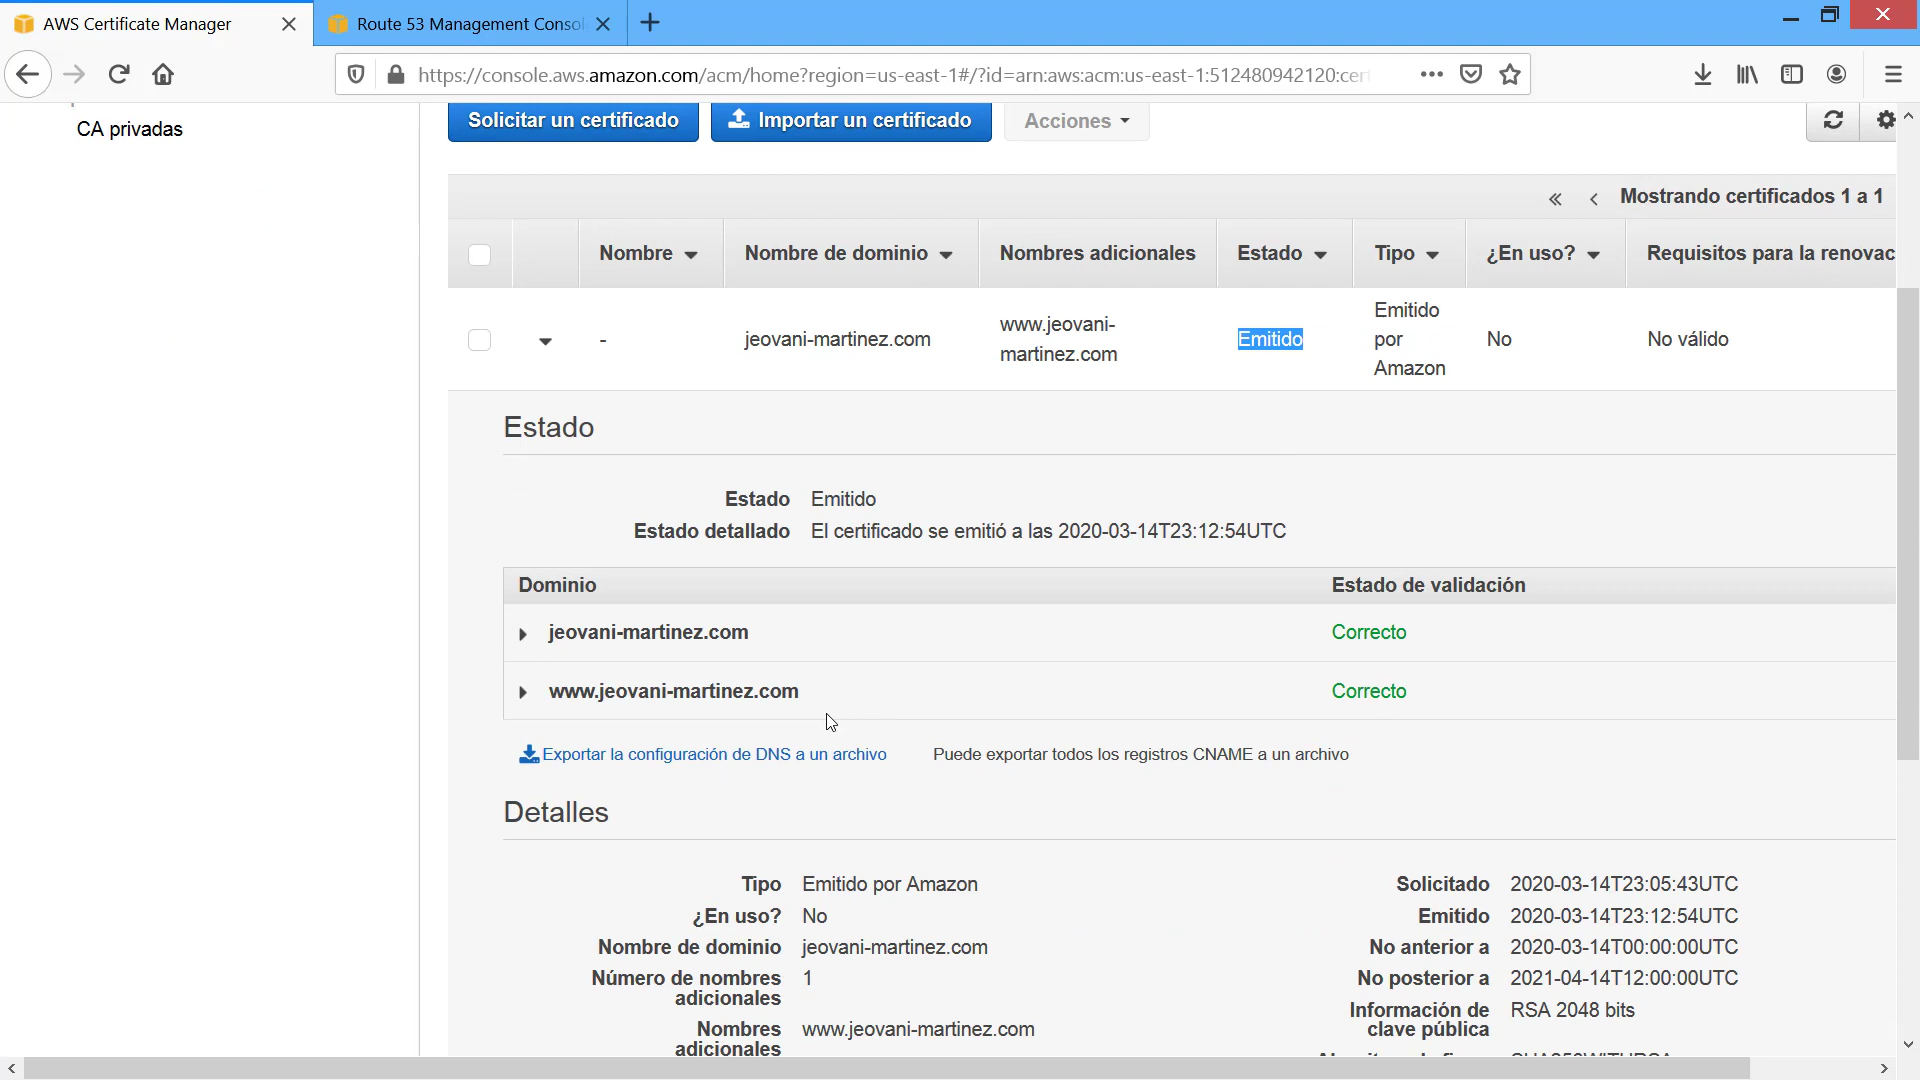 AWS Certificate Manager
Route 53 Management Consol
https://console.aws.amazon.com/acm/home?region=us-east-1#/?id=arn:aws:acm:us-east-1:512480942120:cer
CA privadas
Solicitar un certificado
Importar un certificado
Acciones
« ‹ Mostrando certificados 1 a 1
Nombre
Nombre de dominio
Nombres adicionales
Estado
Tipo
¿En uso?
Requisitos para la renovac
-
jeovani-martinez.com
www.jeovani-
martinez.com
Emitido
Emitido
por
Amazon
No
No válido
Estado
Estado Emitido
Estado detallado El certificado se emitió a las 2020-03-14T23:12:54UTC
Dominio Estado de validación
jeovani-martinez.com Correcto
www.jeovani-martinez.com Correcto
Exportar la configuración de DNS a un archivo Puede exportar todos los registros CNAME a un archivo
Detalles
Tipo Emitido por Amazon
¿En uso? No
Nombre de dominio jeovani-martinez.com
Número de nombres 1
adicionales
Nombres www.jeovani-martinez.com
adicionales
Solicitado 2020-03-14T23:05:43UTC
Emitido 2020-03-14T23:12:54UTC
No anterior a 2020-03-14T00:00:00UTC
No posterior a 2021-04-14T12:00:00UTC
Información de RSA 2048 bits
clave pública